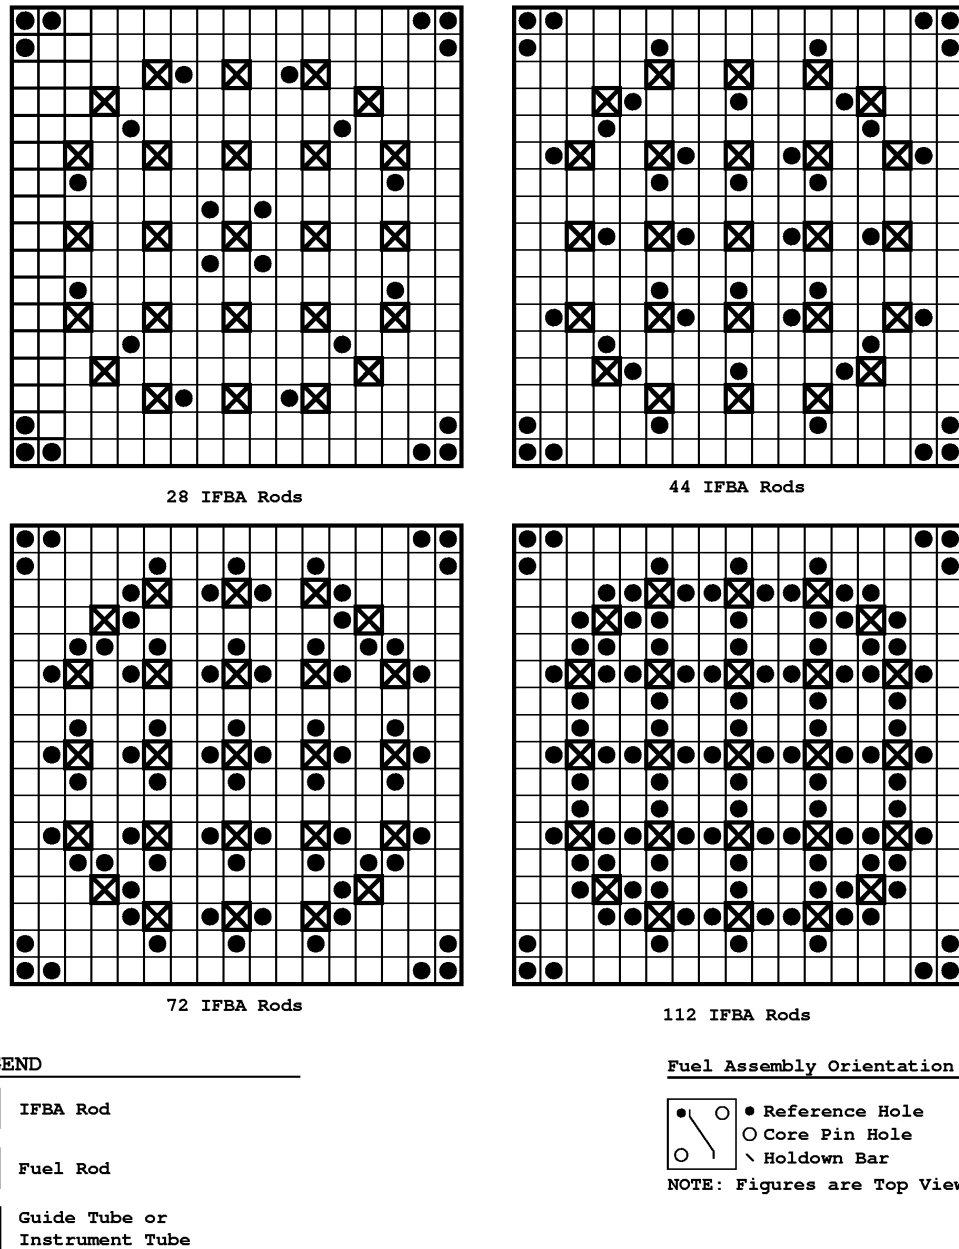 28 IFBA Rods
44 IFBA Rods
72 IFBA Rods
112 IFBA Rods
END
IFBA Rod
Fuel Rod
Guide Tube or
Instrument Tube
Fuel Assembly Orientation
Reference Hole
Core Pin Hole
Holdown Bar
NOTE: Figures are Top View